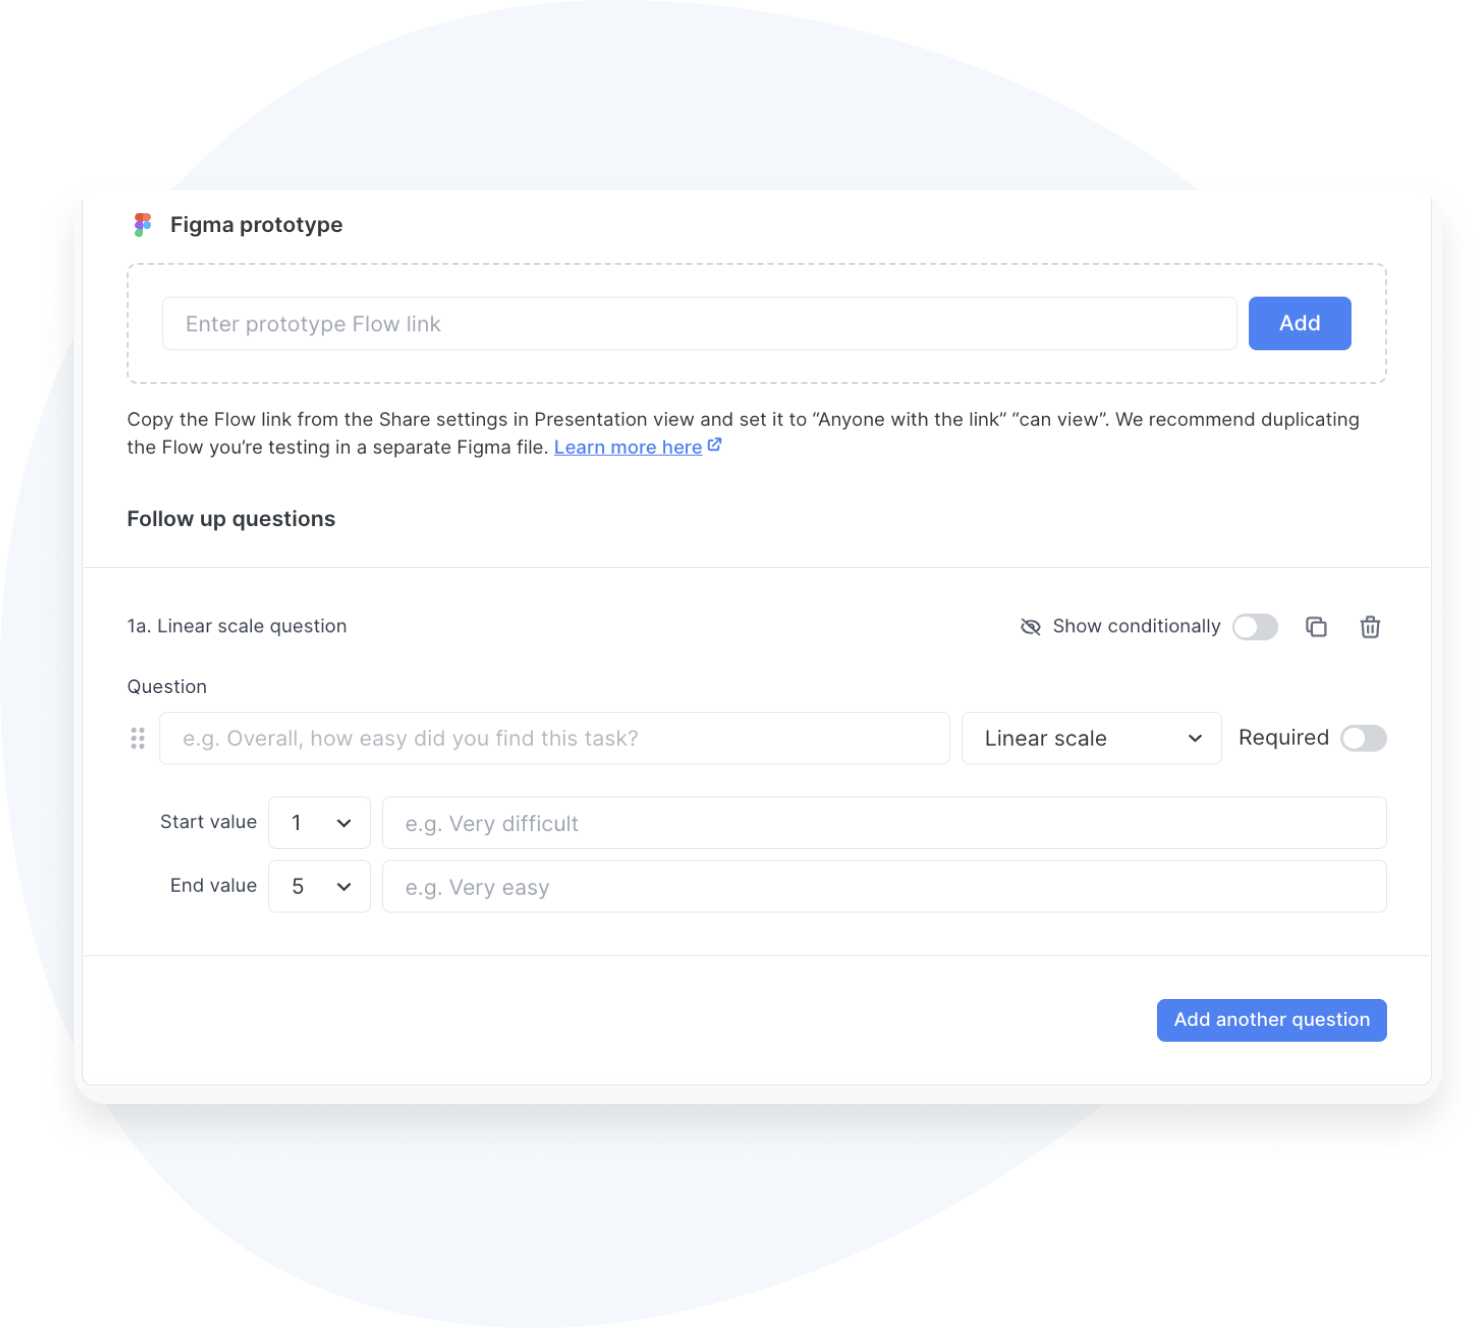 Figma prototype
Enter prototype Flow link
Add
Copy the Flow link from the Share settings in Presentation view and set it to “Anyone with the link” “can view”. We recommend duplicating
the Flow you’re testing in a separate Figma file. Learn more here
Follow up questions
1a. Linear scale question
Show conditionally
Question
e.g. Overall, how easy did you find this task?
Linear scale
Required
Start value
1
e.g. Very difficult
End value
5
e.g. Very easy
Add another question